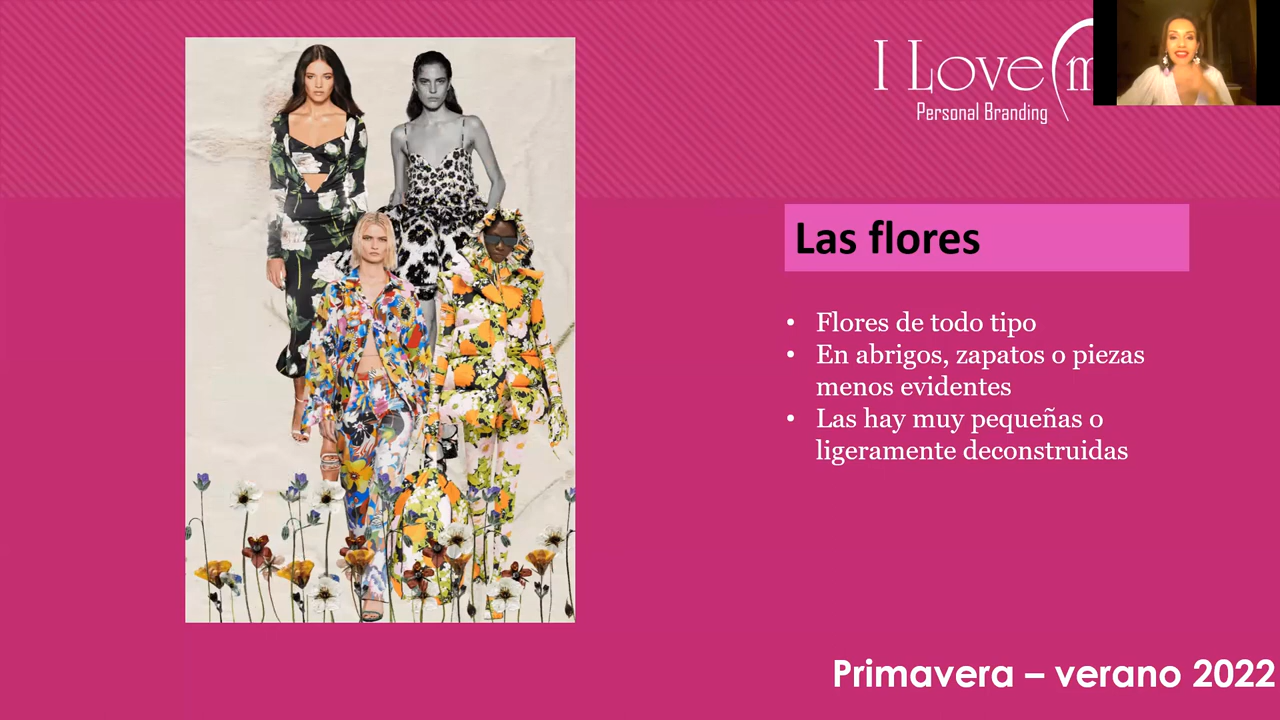 I Love m
Personal Branding
Las flores
• Flores de todo tipo
• En abrigos, zapatos o piezas
menos evidentes
• Las hay muy pequeñas o
ligeramente deconstruidas
Primavera – verano 2022